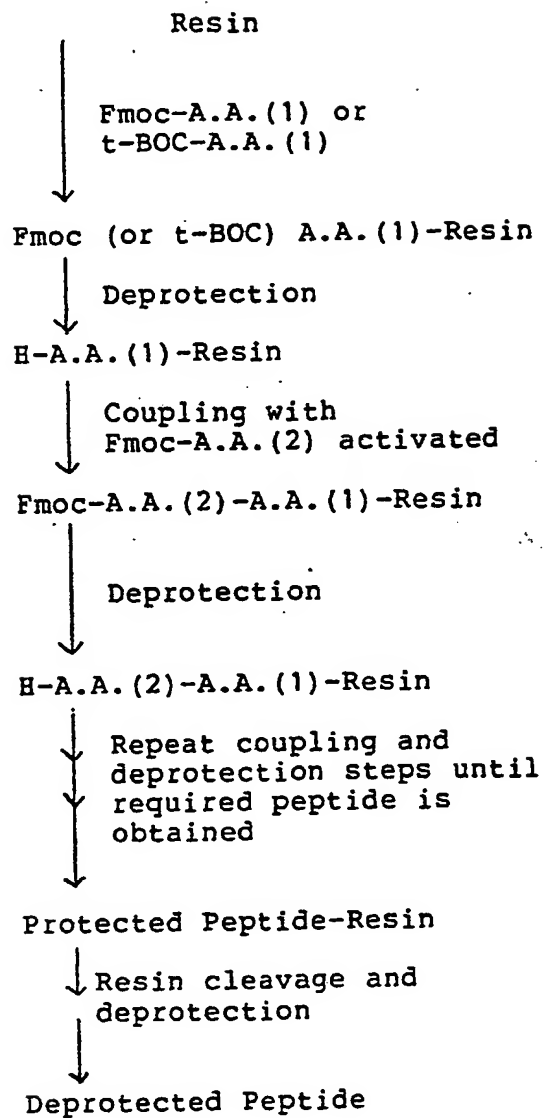 Resin
Fmoc-A.A.(1) or
t-BOC-A.A.(1)
Fmoc (or t-BOC) A.A.(1)-Resin
Deprotection
H-A.A.(1)-Resin
Coupling with
Fmoc-A.A.(2) activated
Fmoc-A.A.(2)-A.A.(1)-Resin
Deprotection
H-A.A.(2)-A.A.(1)-Resin
Repeat coupling and
deprotection steps until
required peptide is
obtained
Protected Peptide-Resin
Resin cleavage and
deprotection
Deprotected Peptide